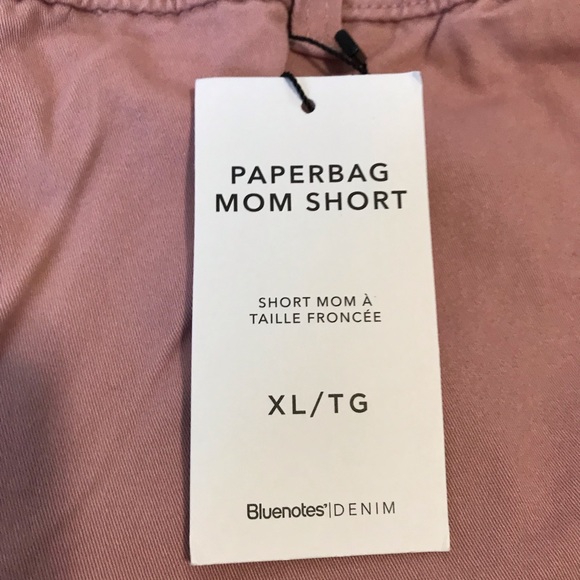 PAPERBAG
MOM SHORT
SHORT MOM À
TAILLE FRONCÉE
XL/TG
Bluenotes'|DENIM